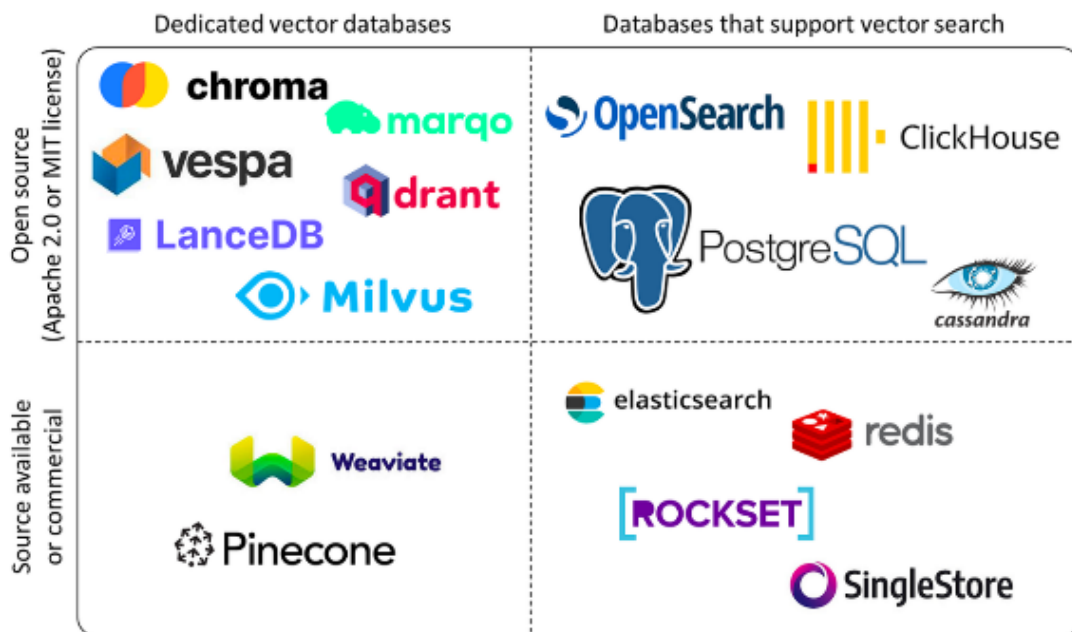 Dedicated vector databases
Databases that support vector search
Open source
(Apache 2.0 or MIT license)
chroma
marqo
vespa
qdrant
LanceDB
Milvus
OpenSearch
ClickHouse
PostgreSQL
cassandra
Source available
or commercial
Weaviate
Pinecone
elasticsearch
redis
[ROCKSET]
SingleStore